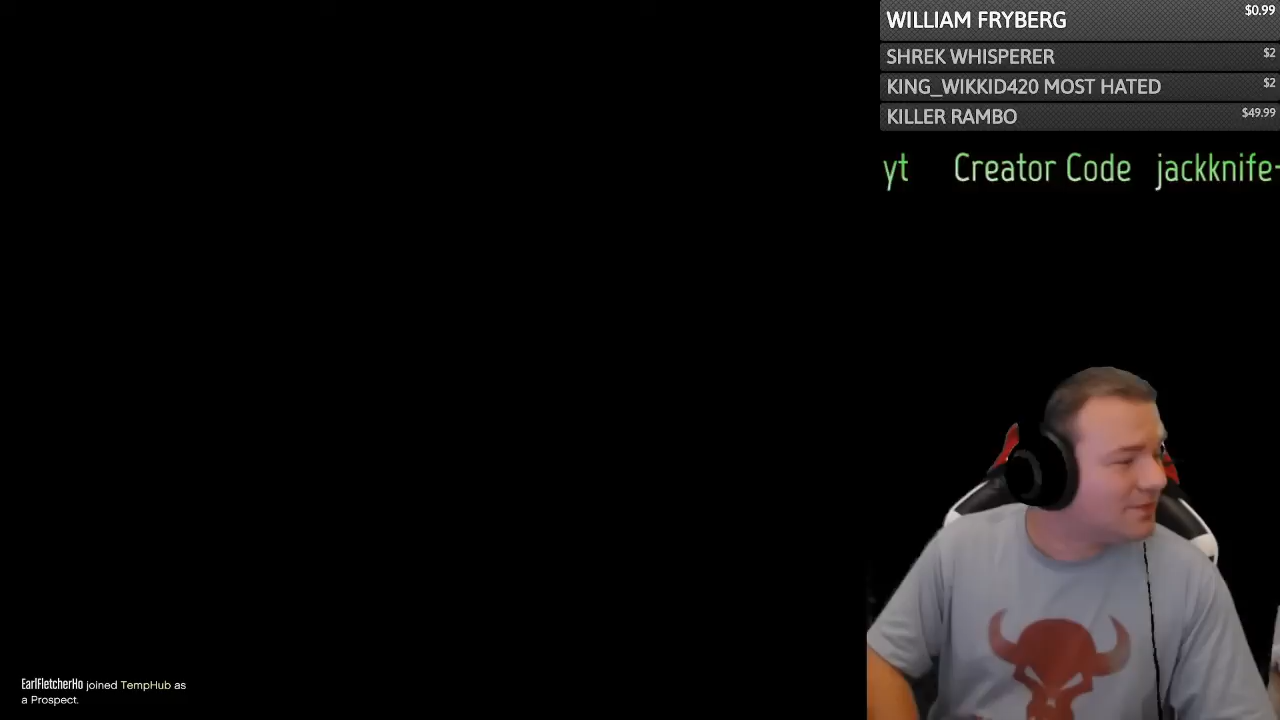 WILLIAM FRYBERG $0.99
SHREK WHISPERER $2
KING_WIKKID420 MOST HATED $2
KILLER RAMBO $49.99
yt Creator Code jackknife-
EarlFletcherHo joined TempHub as
a Prospect.